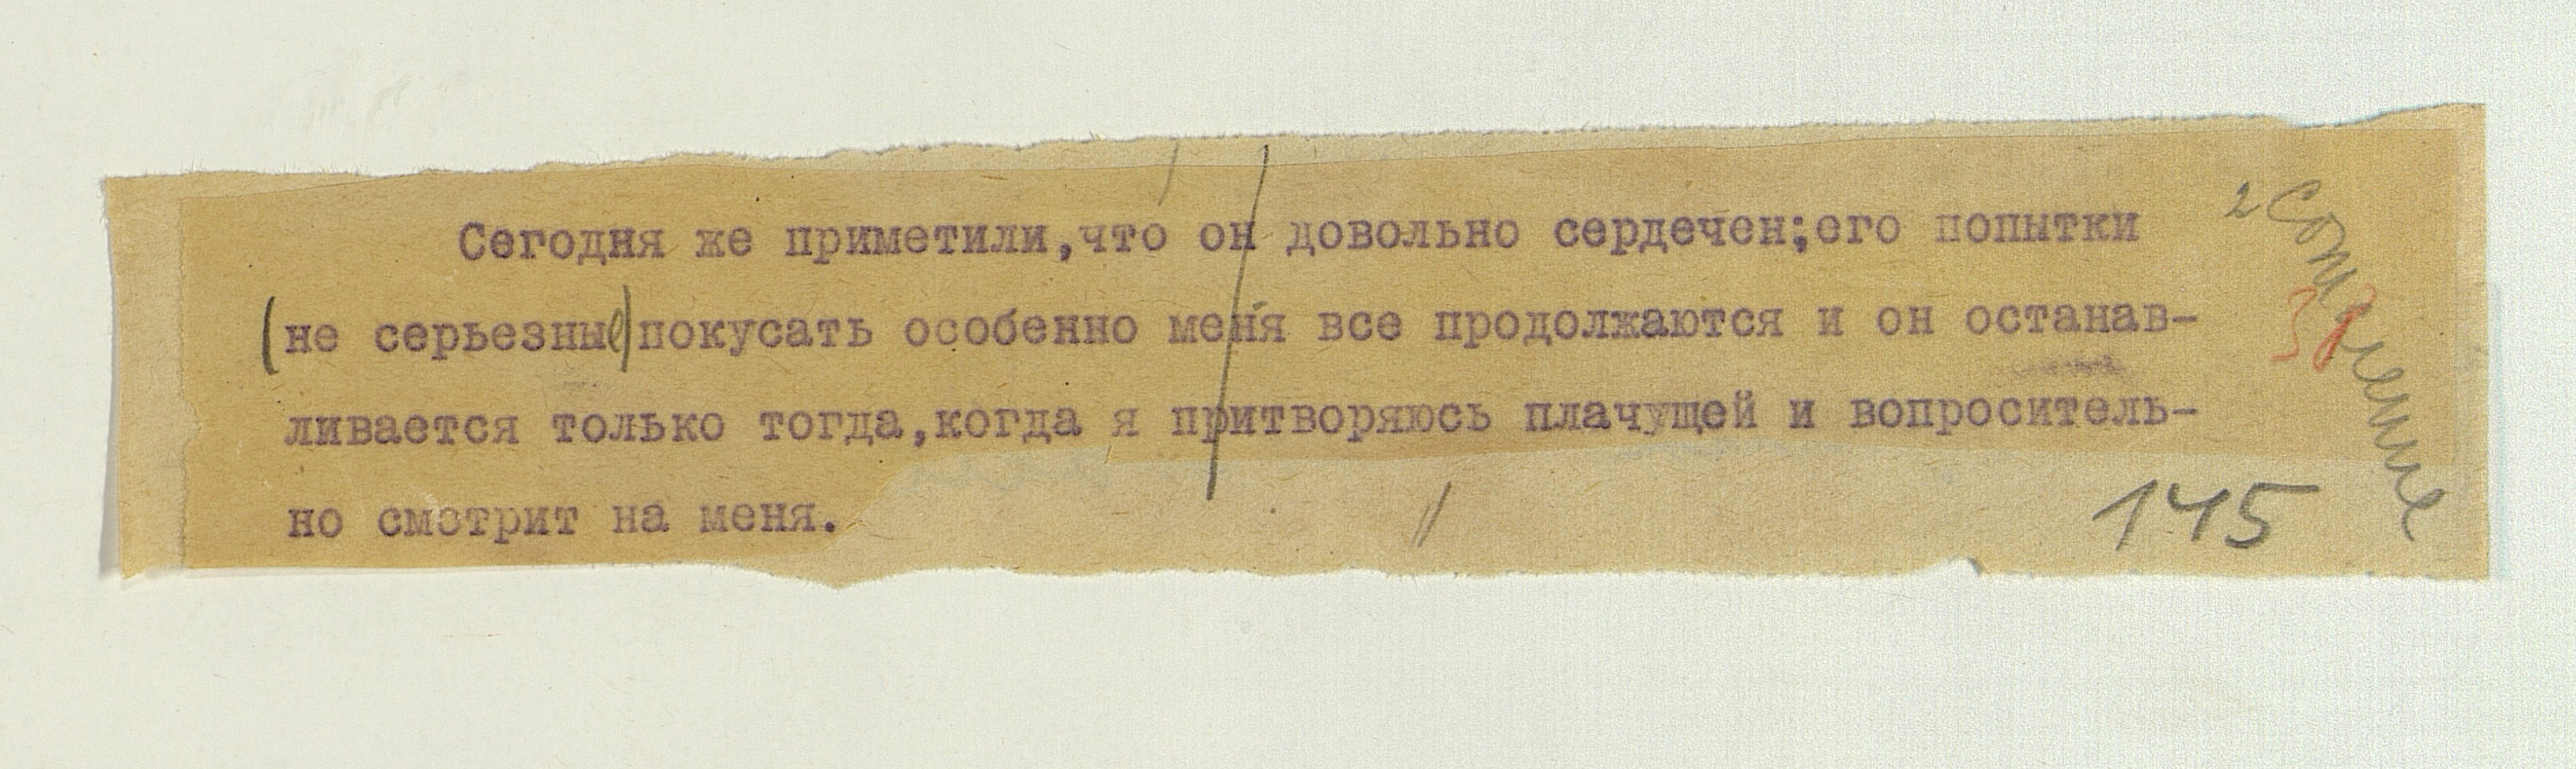 Сегодня же приметили,что он довольно сердечен;его попытки
(не серьезные)покусать особенно меня все продолжаются и он останав-
ливается только тогда,когда я притворяюсь плачущей и вопроситель-
но смотрит на меня.
145